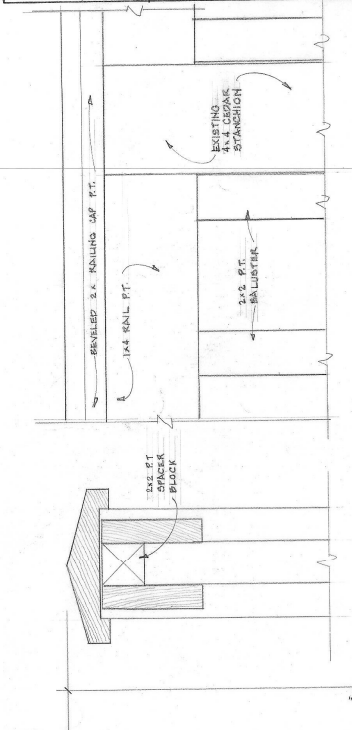 BEVELED 2x RAILING CAP P.T.
1x4 RAIL P.T.
EXISTING
4x4 CEDAR
STANCHION
2x2 P.T.
BALUSTER
2x2 P.T
SPACER
BLOCK